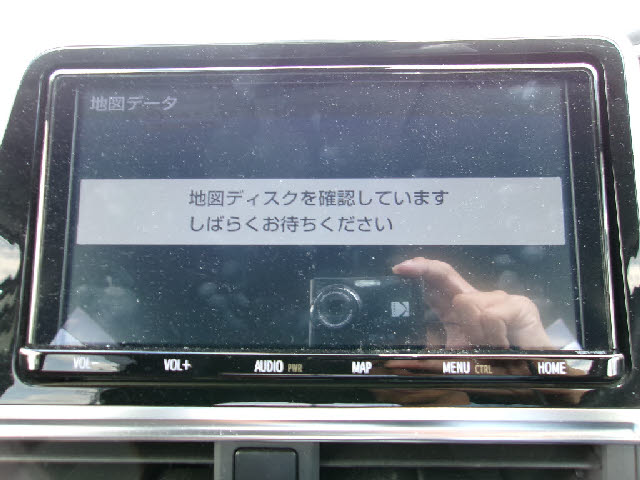 地図データ
地図ディスクを確認しています
しばらくお待ちください
VOL- VOL+ AUDIO PWR MAP MENU CTRL HOME